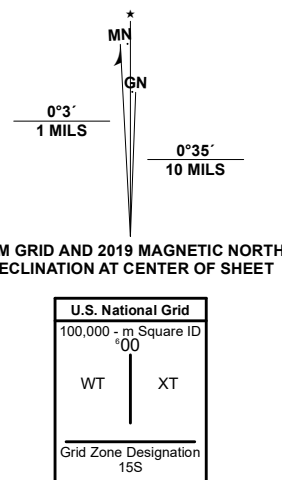 ★
MN
GN
0°3´
1 MILS
0°35´
10 MILS
M GRID AND 2019 MAGNETIC NORTH
ECLINATION AT CENTER OF SHEET
U.S. National Grid
100,000 - m Square ID
⁶00
WT XT
Grid Zone Designation
15S